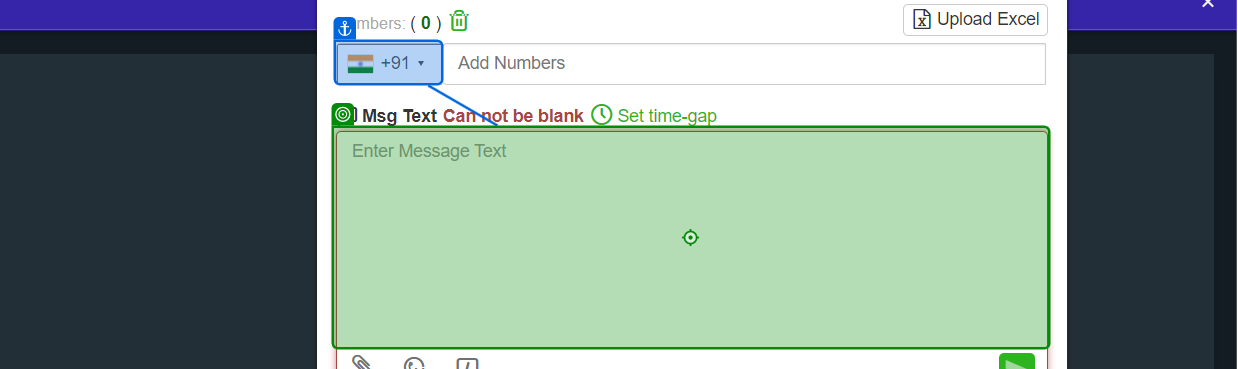 mbers: ( 0 )
Upload Excel
+91
Add Numbers
Msg Text Can not be blank Set time-gap
Enter Message Text